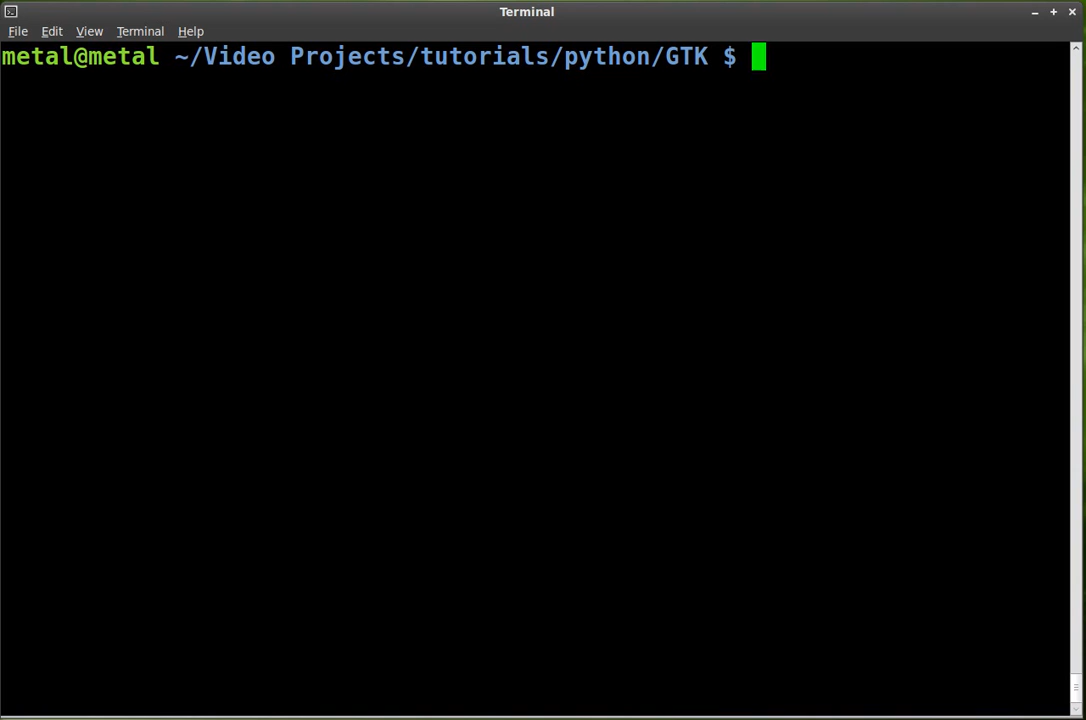 Terminal
File Edit View Terminal Help
metal@metal ~/Video Projects/tutorials/python/GTK $